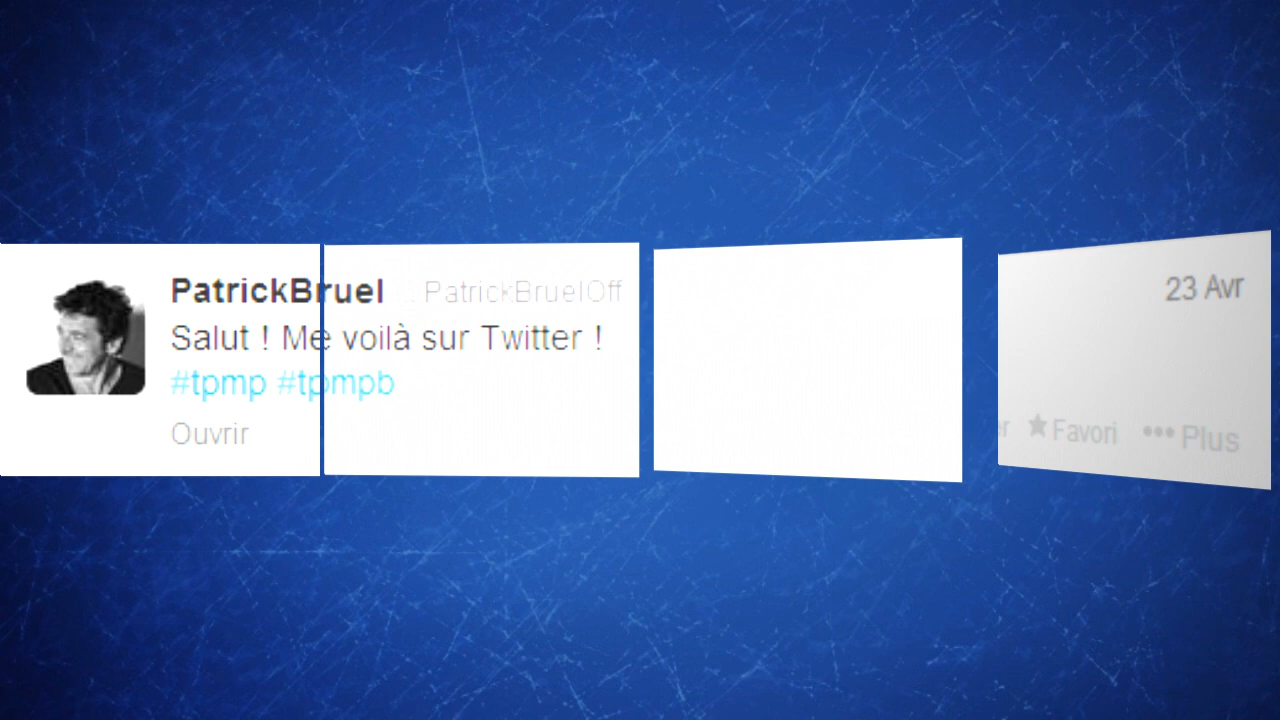 PatrickBruel @PatrickBruelOff 23 Avr
Salut ! Me voilà sur Twitter !
#tpmp #tpmpb
Ouvrir Favori Plus